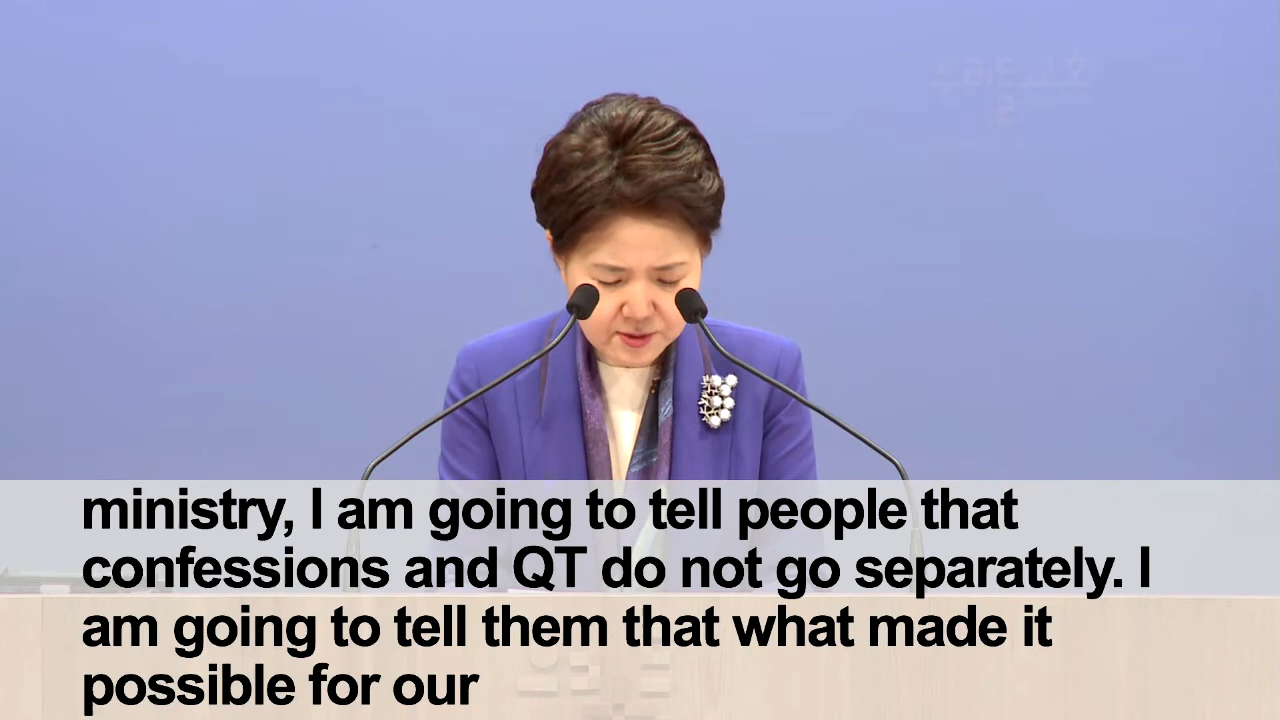 ministry, I am going to tell people that
confessions and QT do not go separately. I
am going to tell them that what made it
possible for our